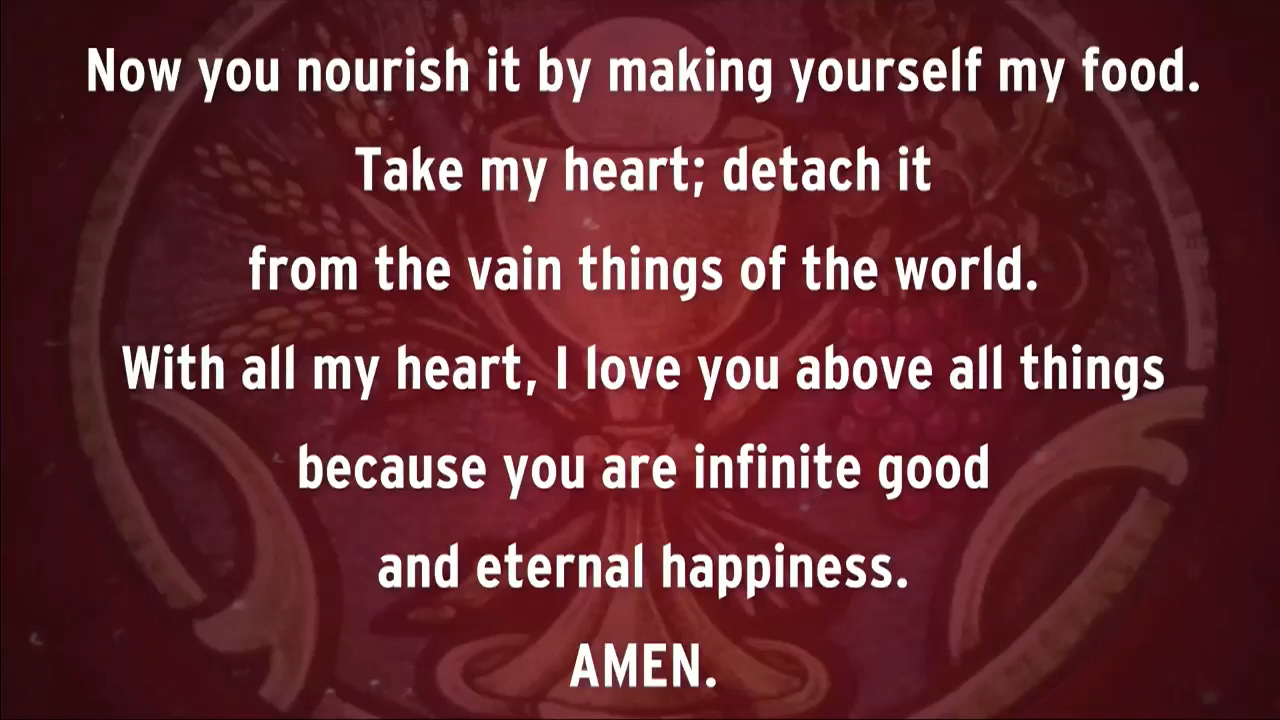 Now you nourish it by making yourself my food.
Take my heart; detach it
from the vain things of the world.
With all my heart, I love you above all things
because you are infinite good
and eternal happiness.
AMEN.